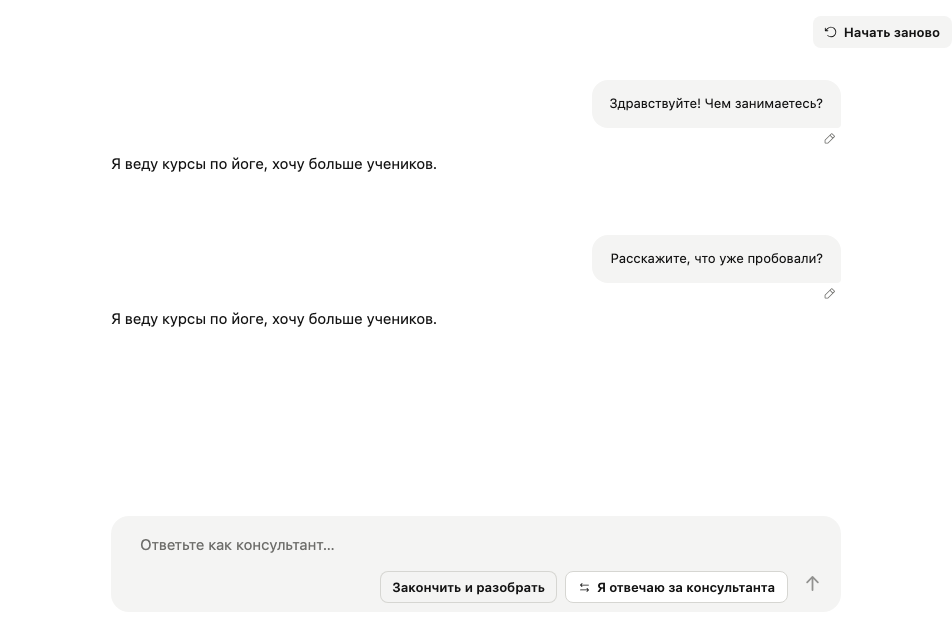 Начать заново
Здравствуйте! Чем занимаетесь?
Я веду курсы по йоге, хочу больше учеников.
Расскажите, что уже пробовали?
Я веду курсы по йоге, хочу больше учеников.
Ответьте как консультант...
Закончить и разобрать
Я отвечаю за консультанта